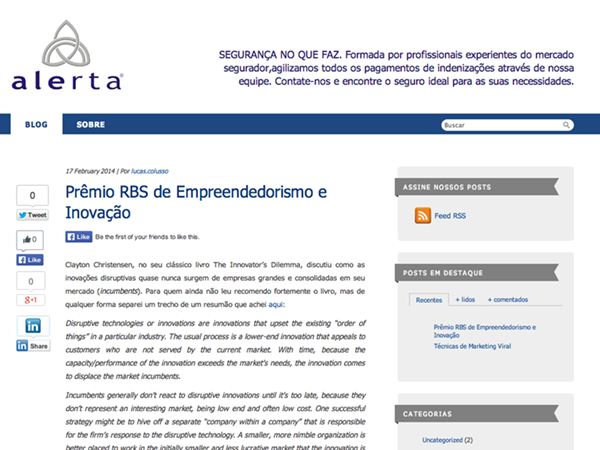 alerta®
SEGURANÇA NO QUE FAZ. Formada por profissionais experientes do mercado
segurador,agilizamos todos os pagamentos de indenizações através de nossa
equipe. Contate-nos e encontre o seguro ideal para as suas necessidades.
BLOG
SOBRE
Buscar
0
Tweet
0
Like
0
g+1
in
in Share
17 February 2014 | Por lucas.colusso
Prêmio RBS de Empreendedorismo e
Inovação
Like Be the first of your friends to like this.
Clayton Christensen, no seu clássico livro The Innovator's Dilemma, discutiu como as
inovações disruptivas quase nunca surgem de empresas grandes e consolidadas em seu
mercado (incumbents). Para quem ainda não leu recomendo fortemente o livro, mas de
qualquer forma separei um trecho de um resumão que achei aqui:
Disruptive technologies or innovations are innovations that upset the existing "order of
things" in a particular industry. The usual process is a lower-end innovation that appeals to
customers who are not served by the current market. With time, because the
capacity/performance of the innovation exceeds the market's needs, the innovation
comes to displace the market incumbents.
Incumbents generally don't react to disruptive innovations until it's too late, because they
don't represent an interesting market, being low end and often low cost. One successful
strategy might be to hive off a separate "company within a company" that is responsible
for the firm's response to the disruptive technology. A smaller, more nimble organization is
better placed to work in the initially smaller and less lucrative market that the innovation is
ASSINE NOSSOS POSTS
Feed RSS
POSTS EM DESTAQUE
Recentes
+ lidos
+ comentados
Prêmio RBS de Empreendedorismo e
Inovação
Técnicas de Marketing Viral
CATEGORIAS
Uncategorized (2)